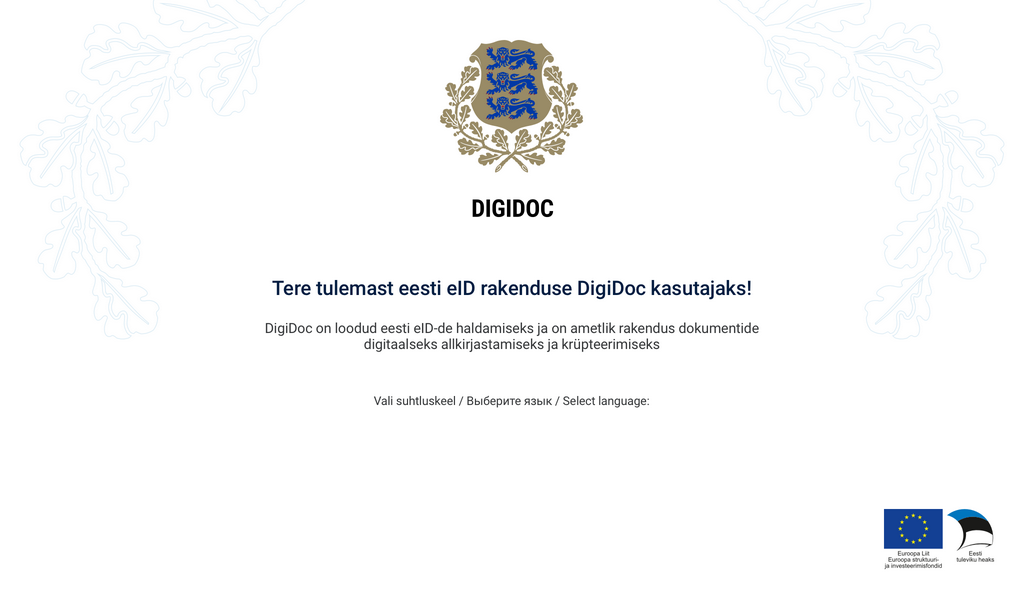 DIGIDOC
Tere tulemast eesti eID rakenduse DigiDoc kasutajaks!
DigiDoc on loodud eesti eID-de haldamiseks ja on ametlik rakendus dokumentide
digitaalseks allkirjastamiseks ja krüpteerimiseks
Vali suhtluskeel / Выберите язык / Select language:
Euroopa Liit
Euroopa struktuuri-
ja investeerimisfondid
Eesti
tuleviku heaks